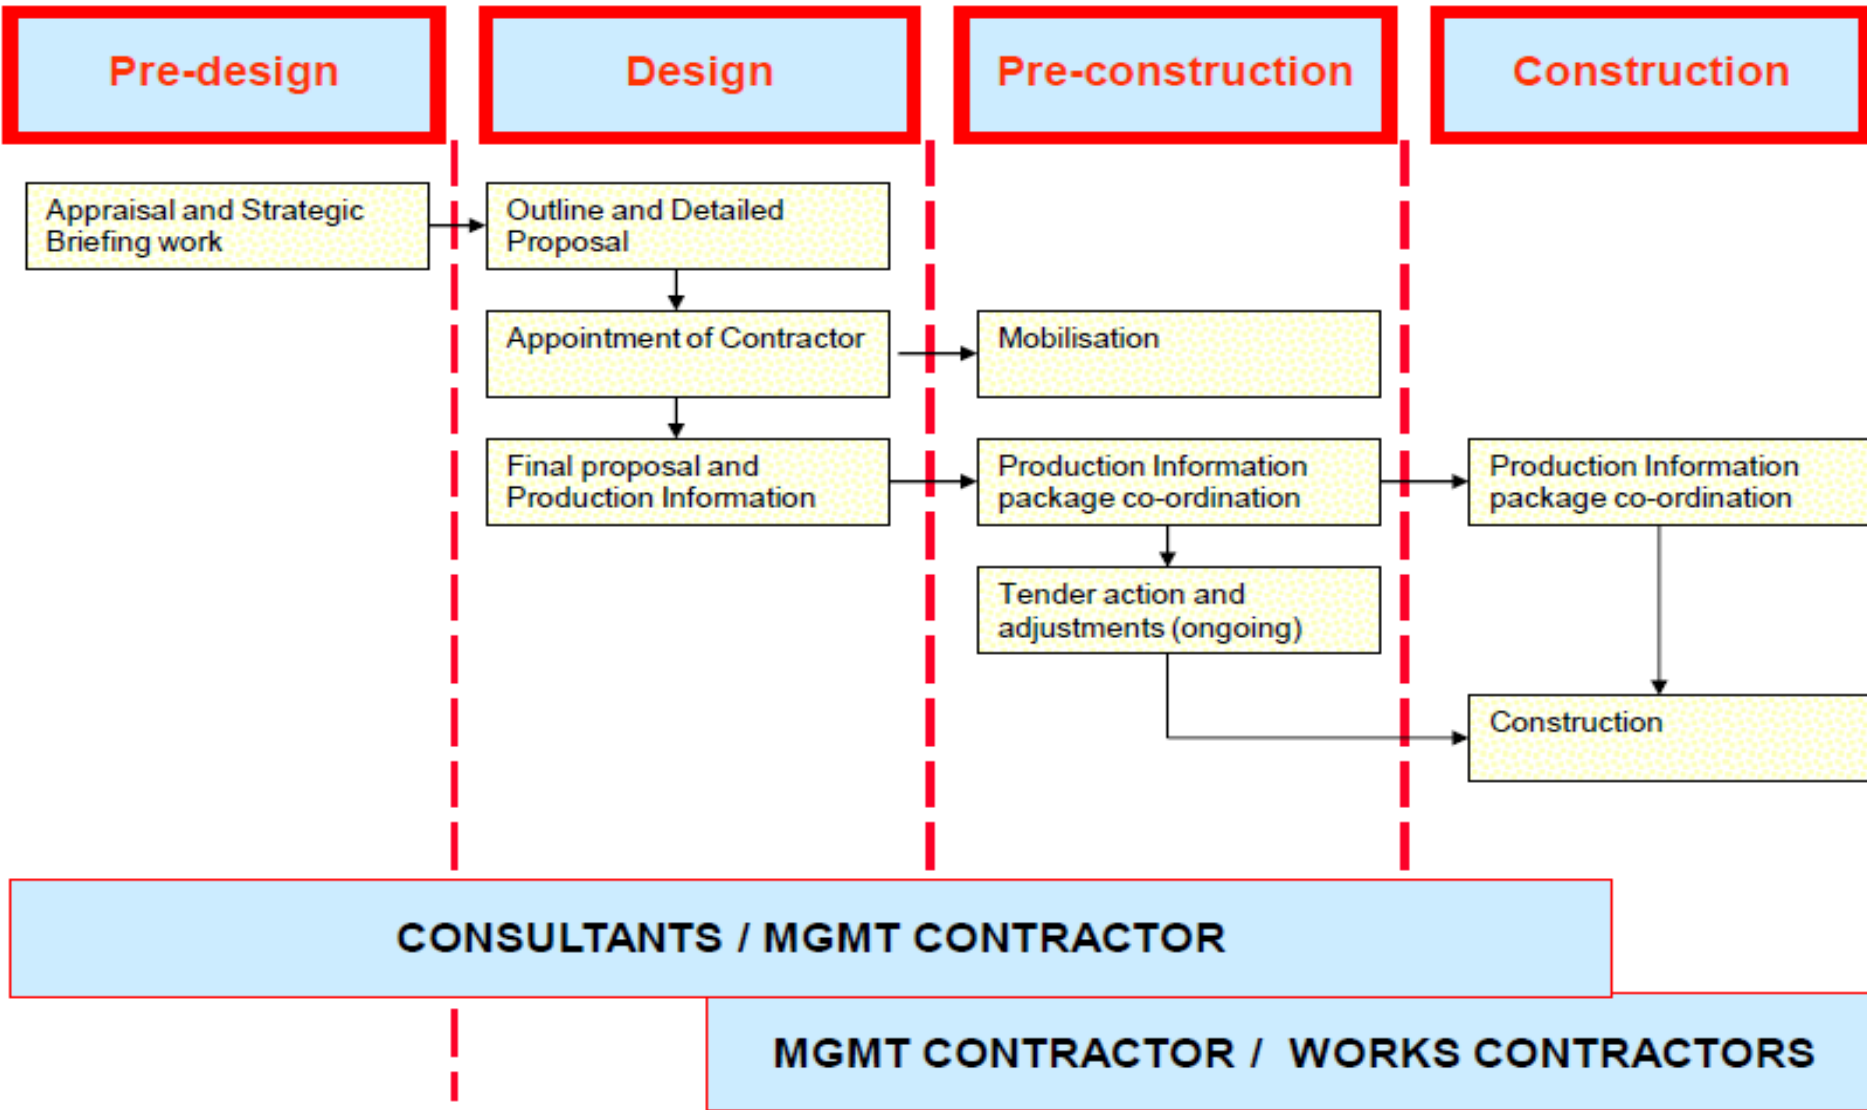 Pre-design
Design
Pre-construction
Construction
Appraisal and Strategic
Briefing work
Outline and Detailed
Proposal
Appointment of Contractor
Mobilisation
Final proposal and
Production Information
Production Information
package co-ordination
Production Information
package co-ordination
Tender action and
adjustments (ongoing)
Construction
CONSULTANTS / MGMT CONTRACTOR
MGMT CONTRACTOR / WORKS CONTRACTORS